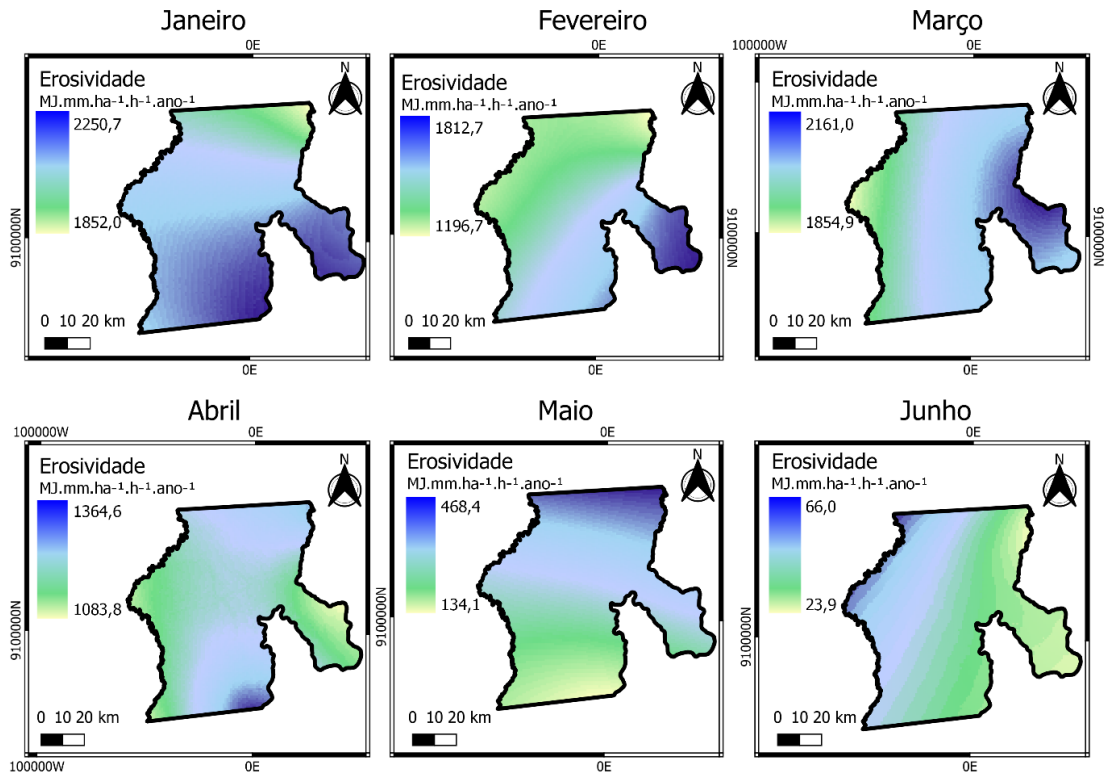 Janeiro
0E
Erosividade
MJ.mm.ha⁻¹.h⁻¹.ano⁻¹
N
2250,7
1852,0
9100000N
0 10 20 km
0E
Fevereiro
0E
Erosividade
MJ.mm.ha⁻¹.h⁻¹.ano⁻¹
N
1812,7
1196,7
9100000N
0 10 20 km
0E
Março
100000W
0E
Erosividade
MJ.mm.ha⁻¹.h⁻¹.ano⁻¹
N
2161,0
1854,9
9100000N
0 10 20 km
0E
Abril
100000W
0E
Erosividade
MJ.mm.ha⁻¹.h⁻¹.ano⁻¹
N
1364,6
1083,8
9100000N
0 10 20 km
100000W
0E
Maio
0E
Erosividade
MJ.mm.ha⁻¹.h⁻¹.ano⁻¹
N
468,4
134,1
9100000N
0 10 20 km
0E
Junho
0E
Erosividade
MJ.mm.ha⁻¹.h⁻¹.ano⁻¹
N
66,0
23,9
9100000N
0 10 20 km
0E